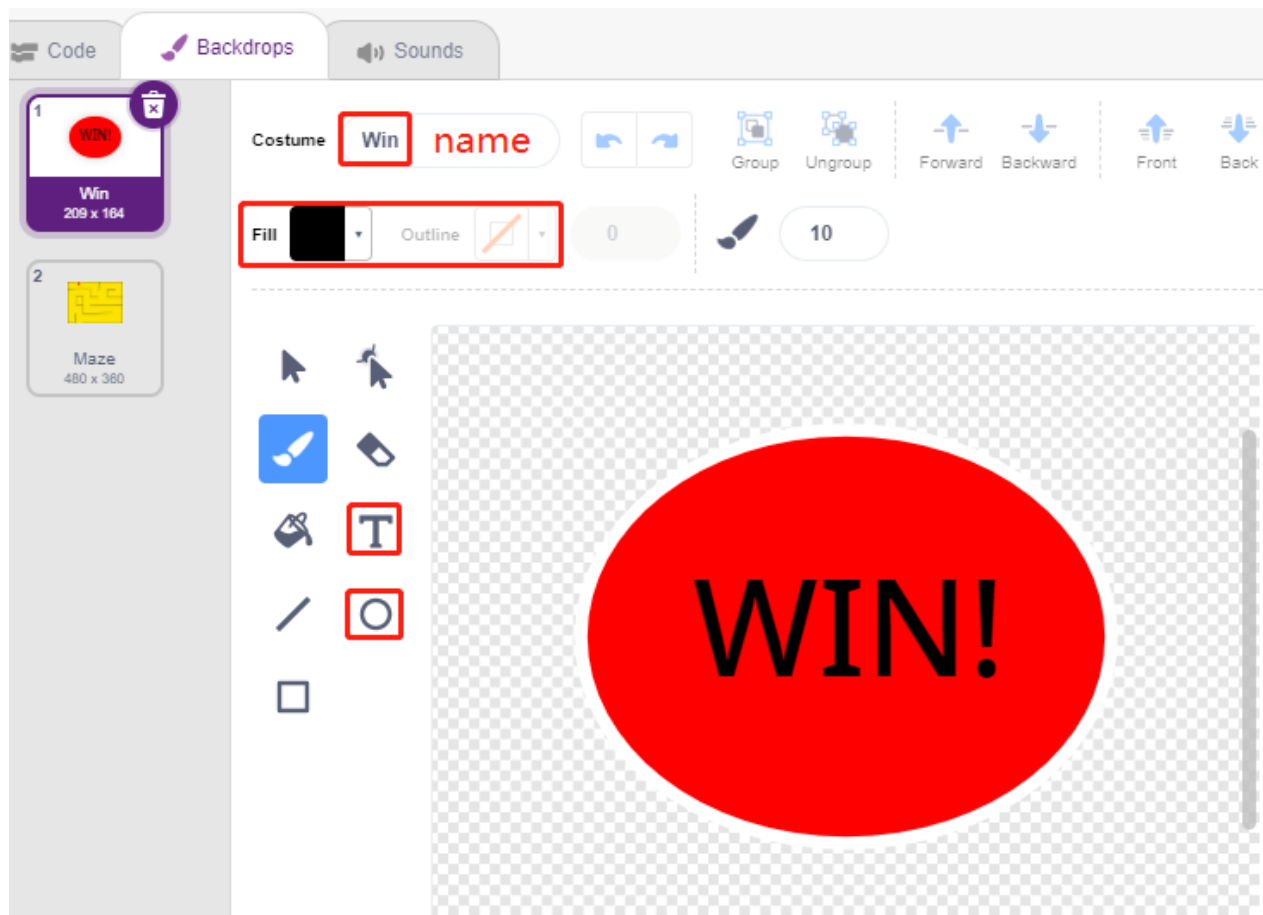 Code
Backdrops
Sounds
1
WIN!
Win
209 x 164
2
Maze
480 x 360
Costume
Win
name
Group
Ungroup
Forward
Backward
Front
Back
Fill
Outline
0
10
T
WIN!